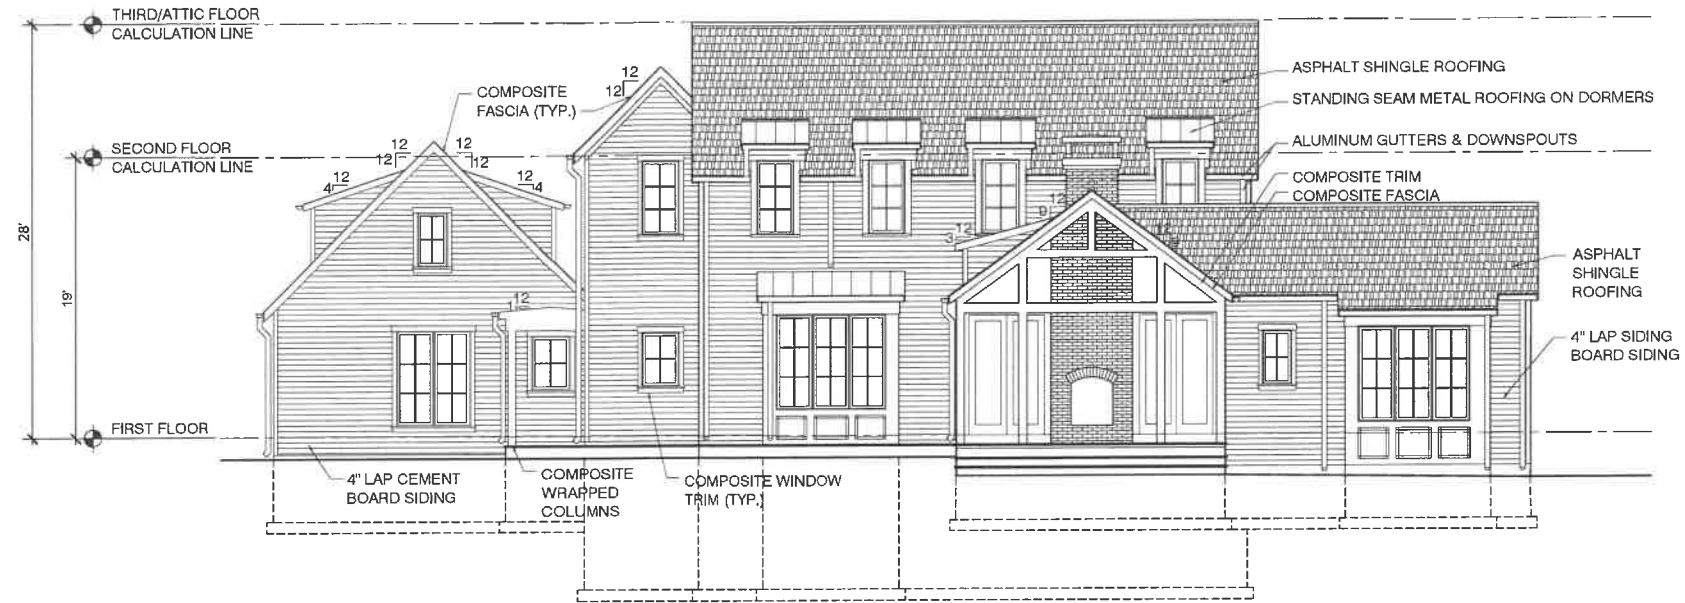 THIRD/ATTIC FLOOR
CALCULATION LINE
28'
SECOND FLOOR
CALCULATION LINE
19'
FIRST FLOOR
COMPOSITE
FASCIA (TYP.)
12
12
12
12
12
12
12
4
12
4
12
1
12
9
12
3
12
ASPHALT SHINGLE ROOFING
STANDING SEAM METAL ROOFING ON DORMERS
ALUMINUM GUTTERS & DOWNSPOUTS
COMPOSITE TRIM
COMPOSITE FASCIA
ASPHALT
SHINGLE
ROOFING
4" LAP SIDING
BOARD SIDING
4" LAP CEMENT
BOARD SIDING
COMPOSITE
WRAPPED
COLUMNS
COMPOSITE WINDOW
TRIM (TYP.)